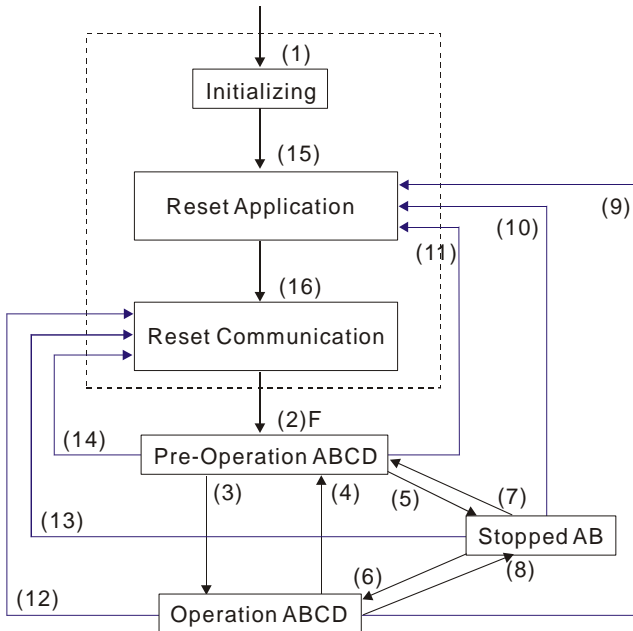 (1)
Initializing
(15)
Reset Application
(9)
(10)
(11)
(16)
Reset Communication
(2)F
(14)
Pre-Operation ABCD
(3)
(4)
(5)
(7)
(13)
Stopped AB
(6)
(8)
(12)
Operation ABCD